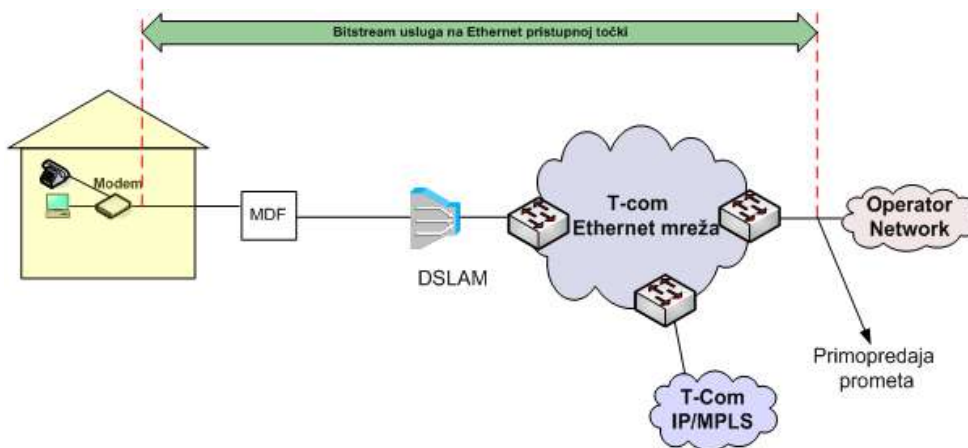 Bitstream usluga na Ethernet pristupnoj točki
Modem
MDF
DSLAM
T-com
Ethernet mreža
Operator
Network
Primopredaja
prometa
T-Com
IP/MPLS